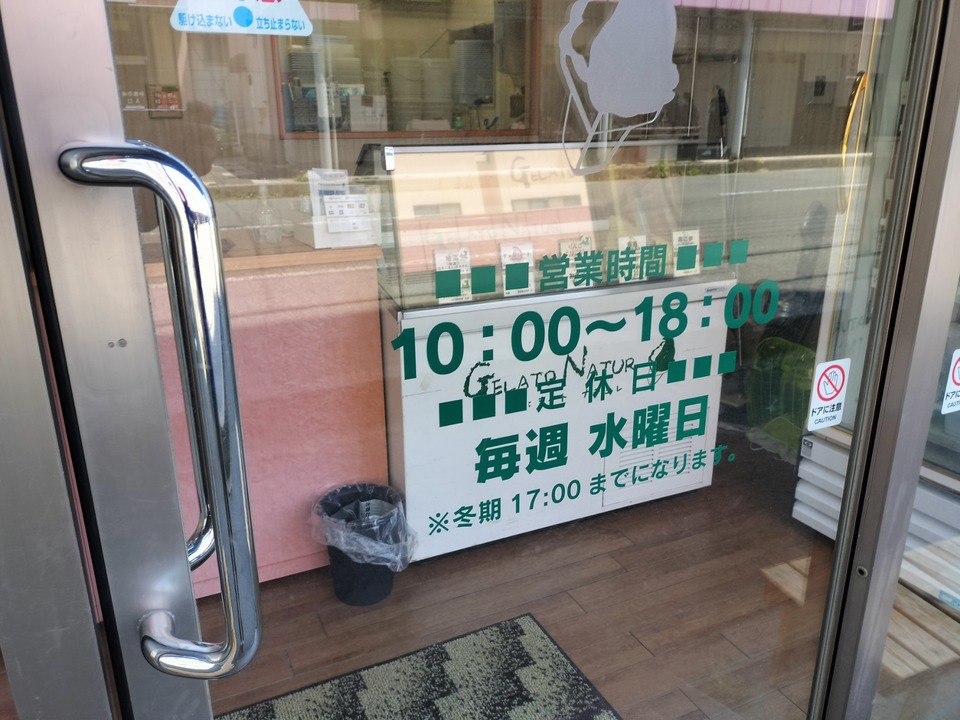 駆け込まない 立ち止まらない
GELATO
営業時間
10:00〜18:00
GELATO NATURAL
定休日
毎週 水曜日
※冬期 17:00 までになります。
ドアに注意
CAUTION